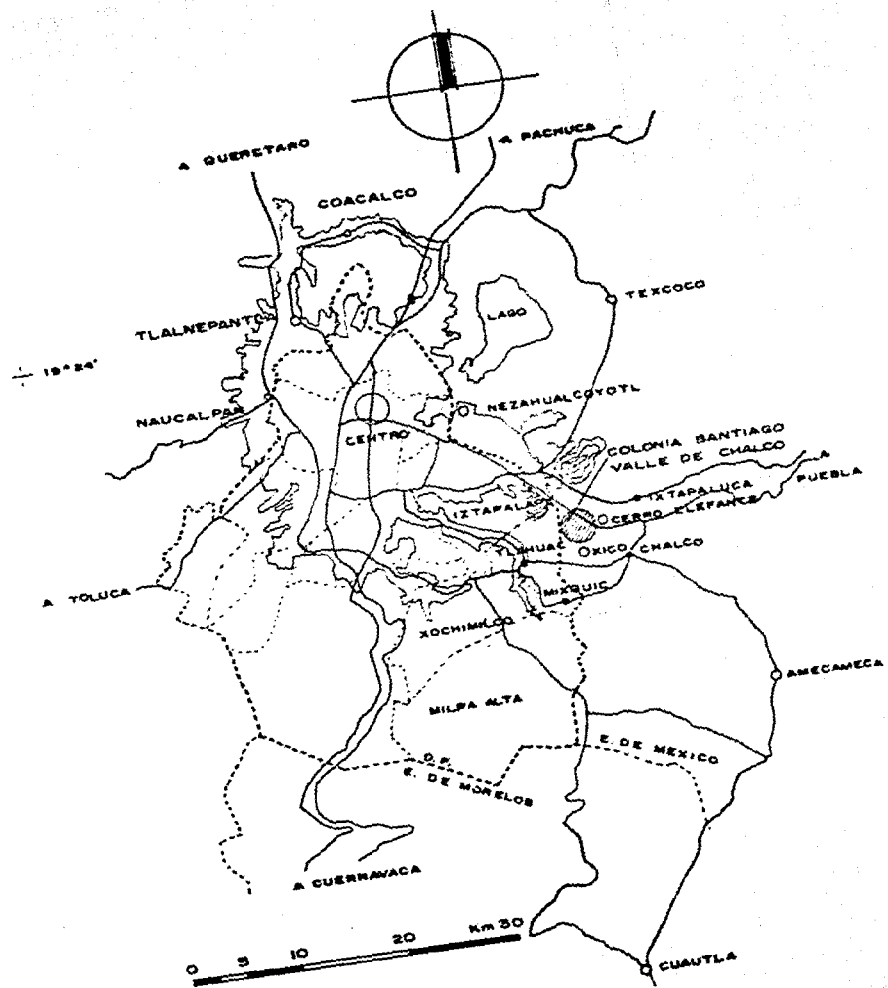 A QUERETARO
A PACHUCA
COACALCO
TEXCOCO
LAGO
TLALNEPANTL
19° 24'
NAUCALPAN
NEZAHUALCOYOTL
CENTRO
COLONIA SANTIAGO
VALLE DE CHALCO
A
PUEBLA
IXTAPALUCA
IZTAPALAPA
CERRO ELEFANTE
TLAHUAC
XICO
CHALCO
A TOLUCA
MIXQUIC
XOCHIMILCO
AMECAMECA
MILPA ALTA
D.F.
E. DE MEXICO
E. DE MORELOS
A CUERNAVACA
0 5 10 20 Km 30
CUAUTLA